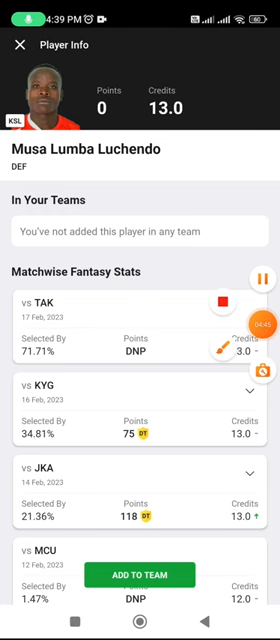 4:39 PM
60
Player Info
Points
Credits
0
13.0
KSL
Musa Lumba Luchendo
DEF
In Your Teams
You've not added this player in any team
Matchwise Fantasy Stats
vs TAK
17 Feb, 2023
Selected By
Points
Credits
71.71%
DNP
3.0 -
04:45
vs KYG
16 Feb, 2023
Selected By
Points
Credits
34.81%
75 DT
13.0 -
vs JKA
14 Feb, 2023
Selected By
Points
Credits
21.36%
118 DT
13.0
vs MCU
12 Feb, 2023
Selected By
Credits
1.47%
DNP
12.0 -
ADD TO TEAM